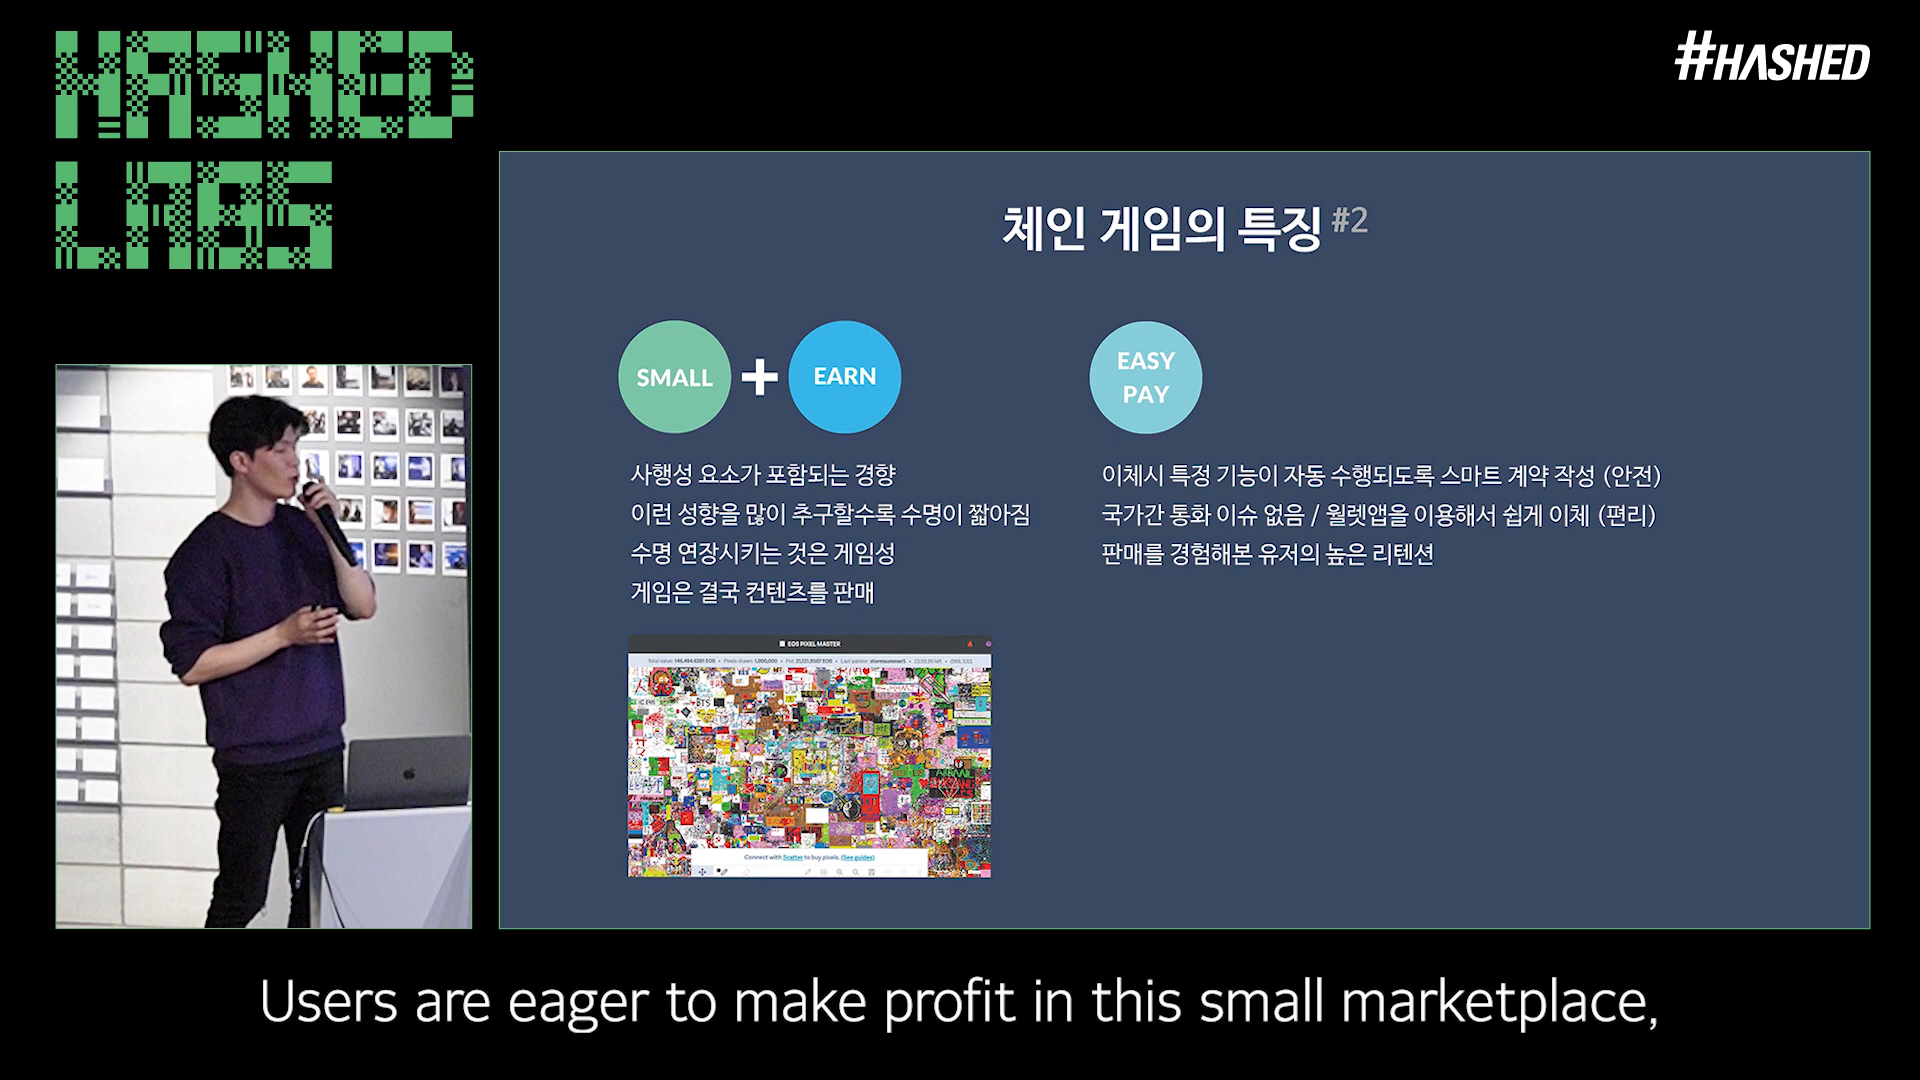 HASHED
LABS
#HASHED
체인 게임의 특징 #2
SMALL + EARN
사행성 요소가 포함되는 경향
이런 성향을 많이 추구할수록 수명이 짧아짐
수명 연장시키는 것은 게임성
게임은 결국 컨텐츠를 판매
EASY
PAY
이체시 특정 기능이 자동 수행되도록 스마트 계약 작성 (안전)
국가간 통화 이슈 없음 / 월렛앱을 이용해서 쉽게 이체 (편리)
판매를 경험해본 유저의 높은 리텐션
EOS PIXEL MASTER
Connect with Scatter to buy pixels. (See guides)
Users are eager to make profit in this small marketplace,